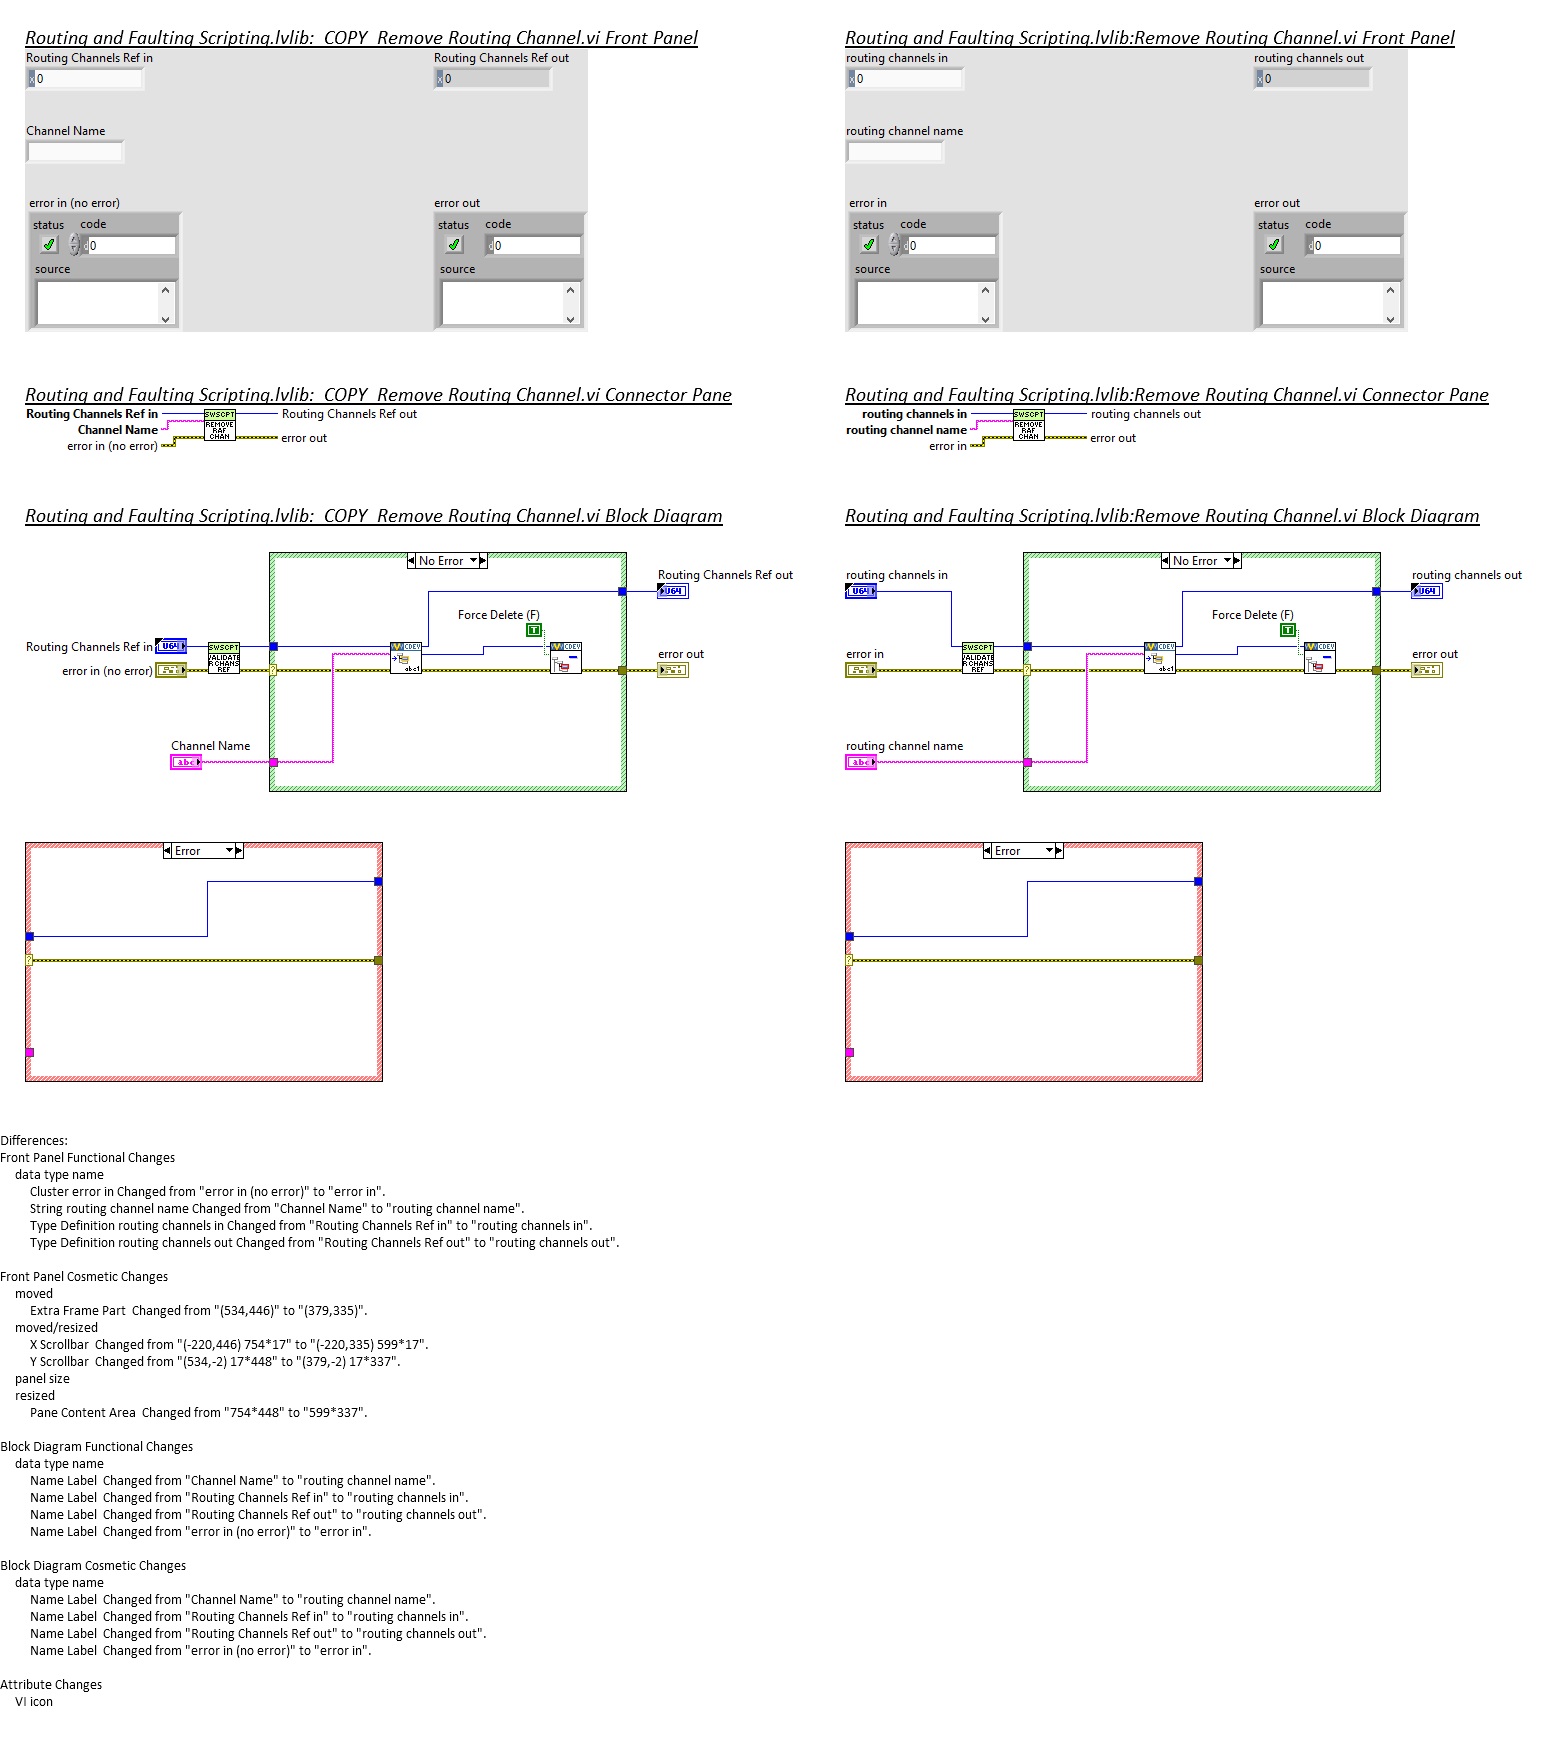 Routing and Faulting Scripting.lvlib:  COPY  Remove Routing Channel.vi Front Panel
Routing Channels Ref in
Routing Channels Ref out
x 0
x 0
Channel Name
error in (no error)
error out
status code
status code
d 0
d 0
source
source
Routing and Faulting Scripting.lvlib:Remove Routing Channel.vi Front Panel
routing channels in
routing channels out
x 0
x 0
routing channel name
error in
error out
status code
status code
d 0
d 0
source
source
Routing and Faulting Scripting.lvlib:  COPY  Remove Routing Channel.vi Connector Pane
Routing Channels Ref in
Channel Name
error in (no error)
SWSCPT
REMOVE
RAF
CHAN
Routing Channels Ref out
error out
Routing and Faulting Scripting.lvlib:Remove Routing Channel.vi Connector Pane
routing channels in
routing channel name
error in
SWSCPT
REMOVE
RAF
CHAN
routing channels out
error out
Routing and Faulting Scripting.lvlib:  COPY  Remove Routing Channel.vi Block Diagram
No Error
Routing Channels Ref out
U64
Force Delete (F)
T
Routing Channels Ref in
U64
error in (no error)
SWSCPT
VALIDATE
R CHANS
REF
CDEV
abc1
CDEV
error out
Channel Name
abc
Error
?
Routing and Faulting Scripting.lvlib:Remove Routing Channel.vi Block Diagram
No Error
routing channels in
U64
routing channels out
U64
Force Delete (F)
T
error in
SWSCPT
VALIDATE
R CHANS
REF
CDEV
abc1
CDEV
error out
routing channel name
abc
Error
?
Differences:
Front Panel Functional Changes
data type name
Cluster error in Changed from "error in (no error)" to "error in".
String routing channel name Changed from "Channel Name" to "routing channel name".
Type Definition routing channels in Changed from "Routing Channels Ref in" to "routing channels in".
Type Definition routing channels out Changed from "Routing Channels Ref out" to "routing channels out".
Front Panel Cosmetic Changes
moved
Extra Frame Part  Changed from "(534,446)" to "(379,335)".
moved/resized
X Scrollbar  Changed from "(-220,446) 754*17" to "(-220,335) 599*17".
Y Scrollbar  Changed from "(534,-2) 17*448" to "(379,-2) 17*337".
panel size
resized
Pane Content Area  Changed from "754*448" to "599*337".
Block Diagram Functional Changes
data type name
Name Label  Changed from "Channel Name" to "routing channel name".
Name Label  Changed from "Routing Channels Ref in" to "routing channels in".
Name Label  Changed from "Routing Channels Ref out" to "routing channels out".
Name Label  Changed from "error in (no error)" to "error in".
Block Diagram Cosmetic Changes
data type name
Name Label  Changed from "Channel Name" to "routing channel name".
Name Label  Changed from "Routing Channels Ref in" to "routing channels in".
Name Label  Changed from "Routing Channels Ref out" to "routing channels out".
Name Label  Changed from "error in (no error)" to "error in".
Attribute Changes
VI icon